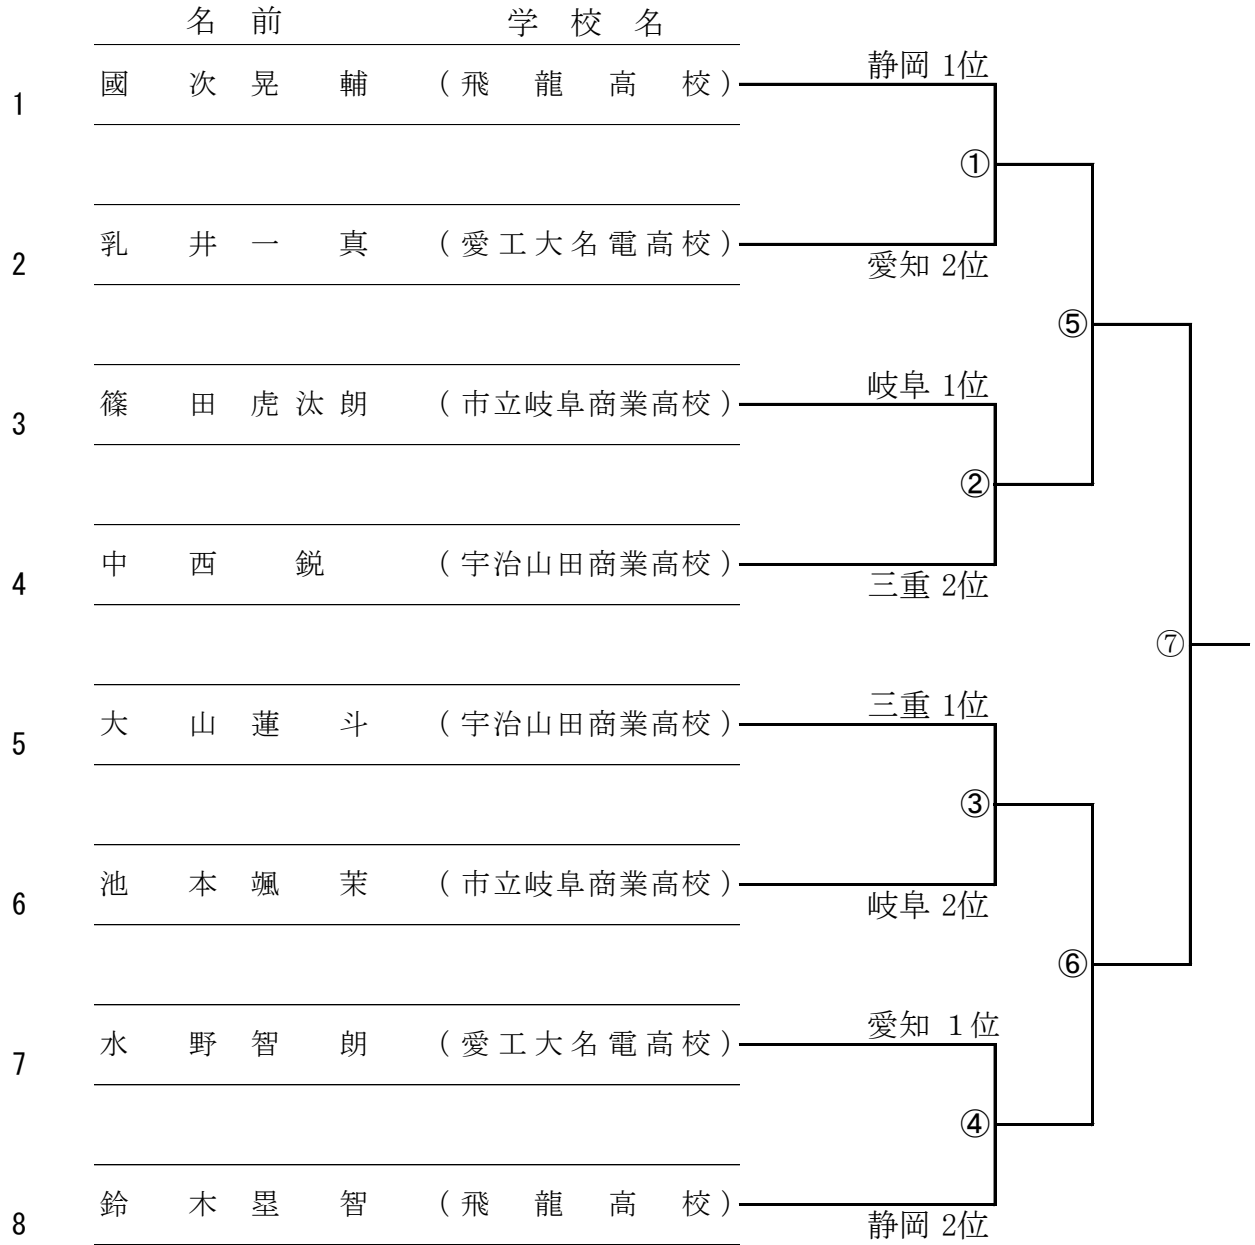 名前 学校名
静岡 1位
1 國次晃輔 (飛龍高校)
①
2 乳井一真 (愛工大名電高校)
愛知 2位
⑤
岐阜 1位
3 篠田虎汰朗 (市立岐阜商業高校)
②
4 中西鋭 (宇治山田商業高校)
三重 2位
⑦
三重 1位
5 大山蓮斗 (宇治山田商業高校)
③
6 池本颯茉 (市立岐阜商業高校)
岐阜 2位
⑥
愛知 １位
7 水野智朗 (愛工大名電高校)
④
8 鈴木塁智 (飛龍高校)
静岡 2位